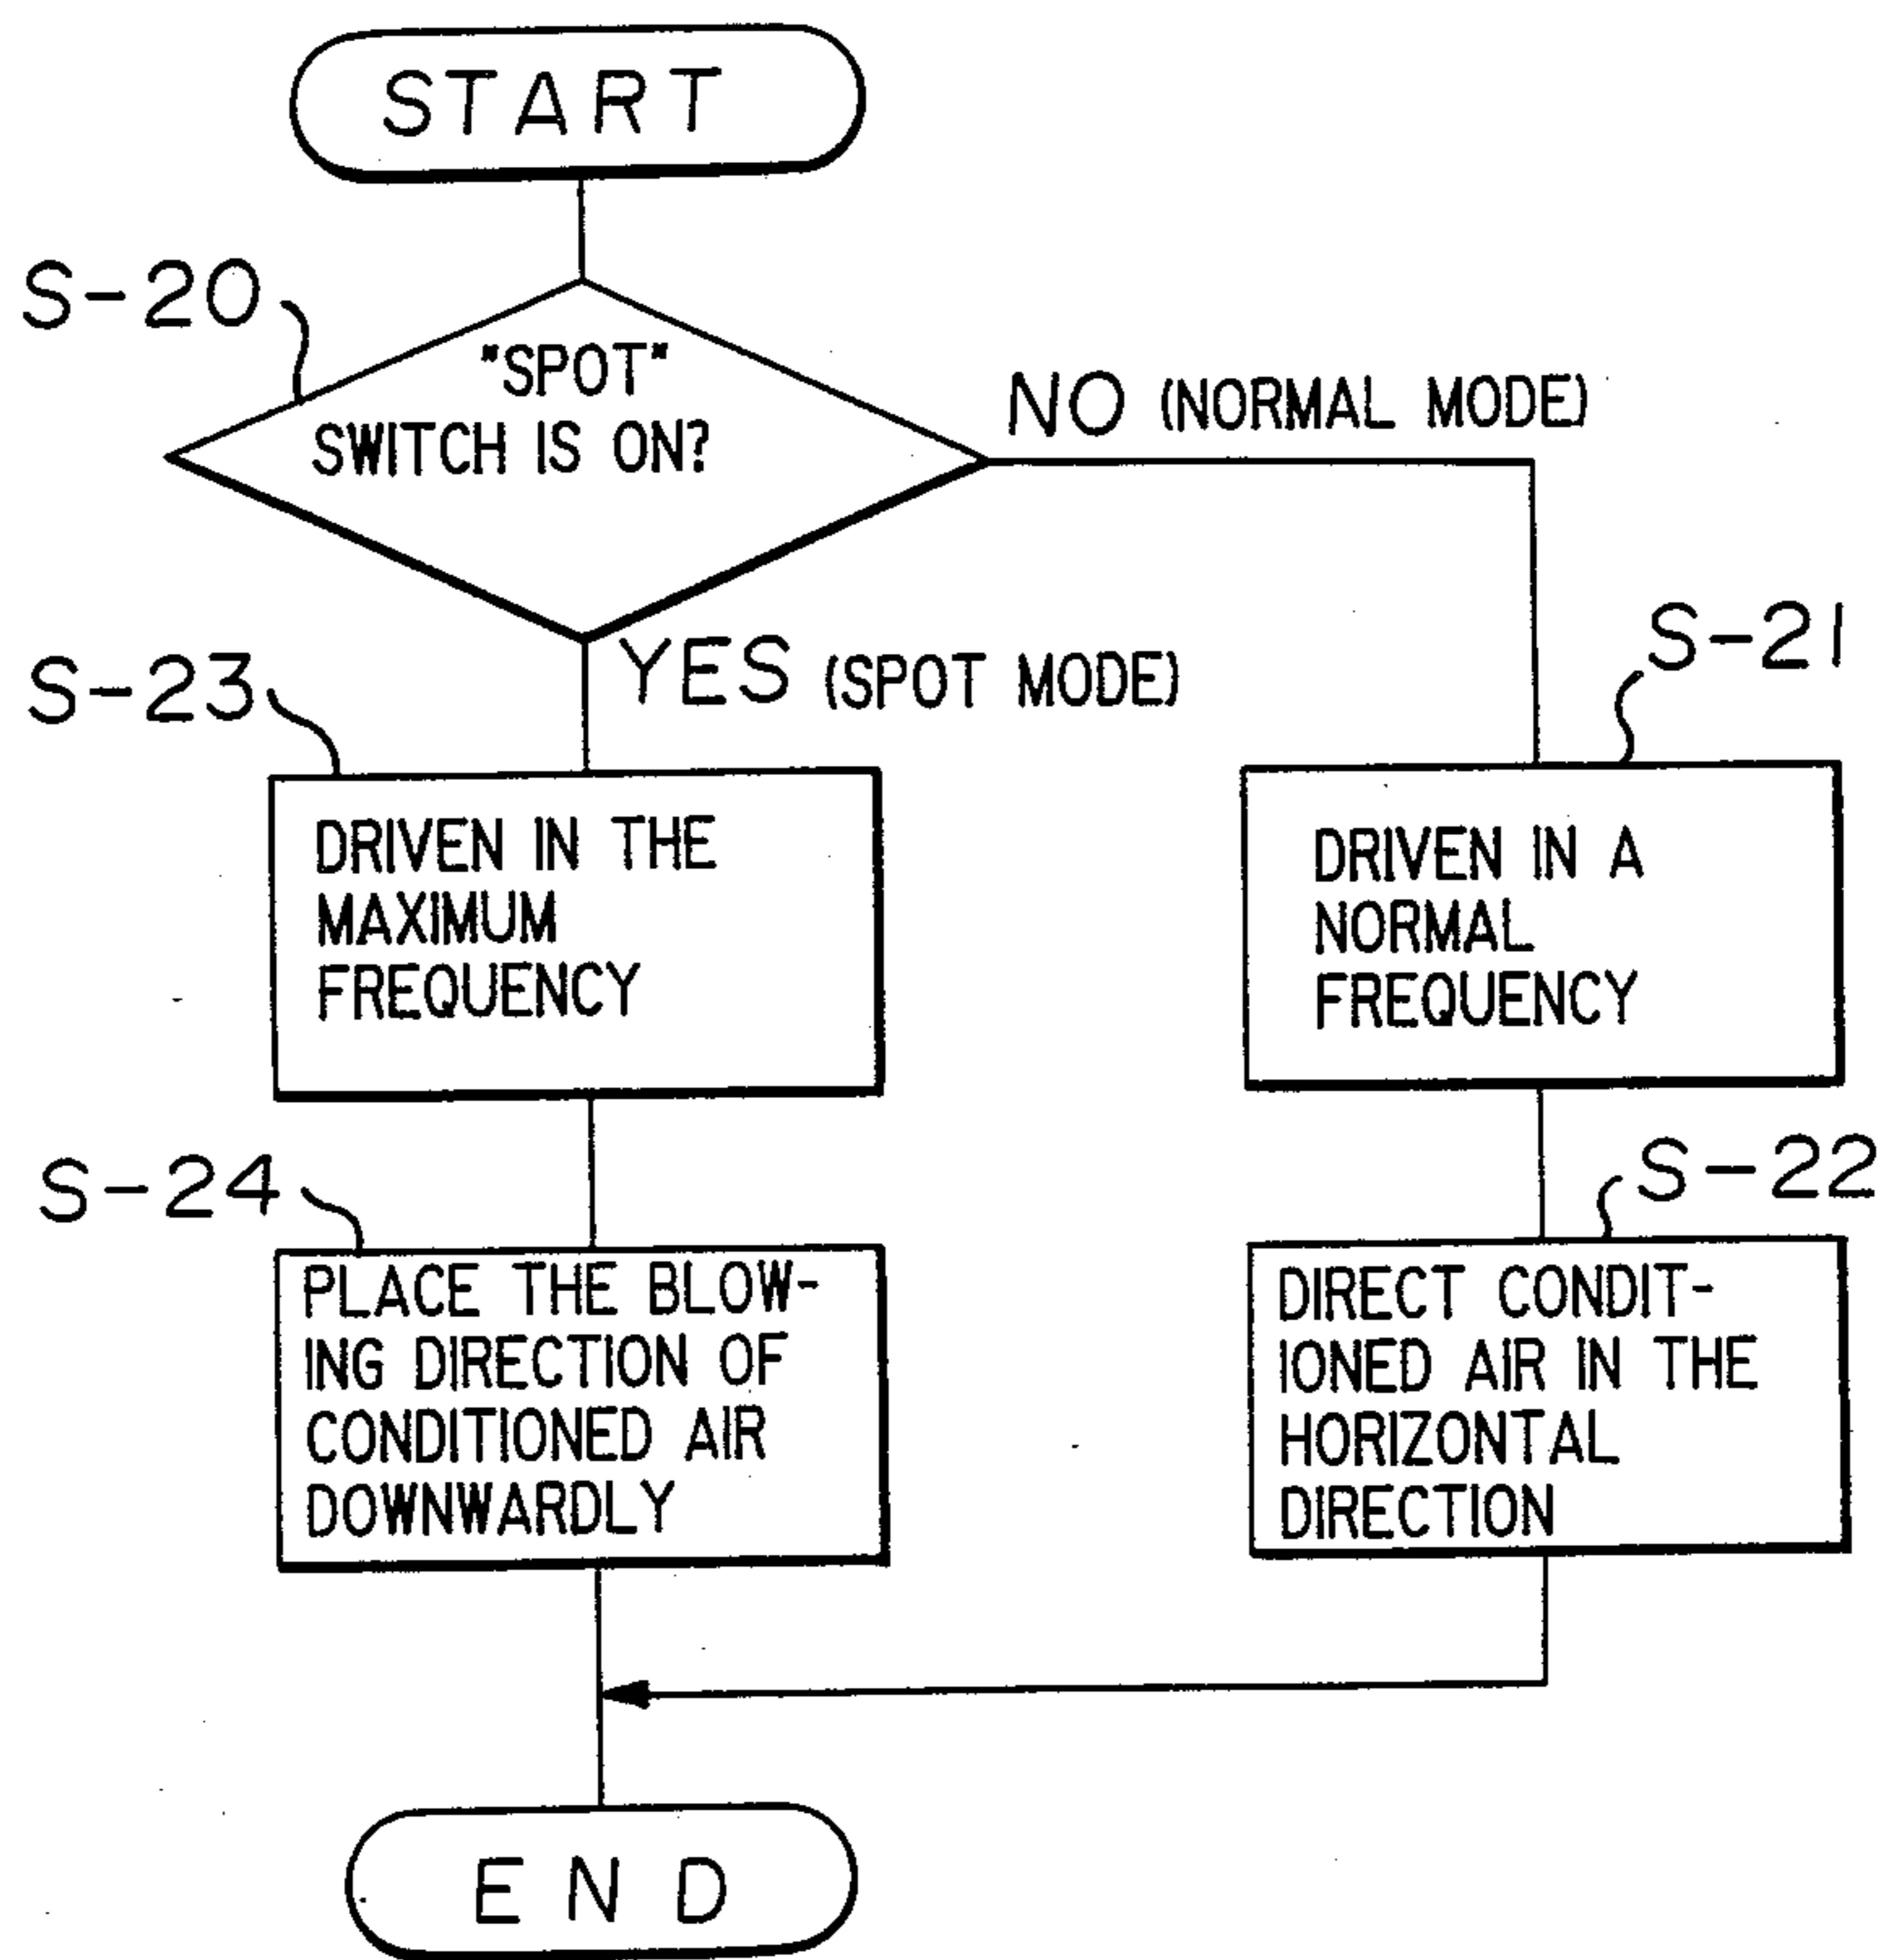 START
S-20
"SPOT"
SWITCH IS ON?
NO (NORMAL MODE)
YES (SPOT MODE)
S-23
DRIVEN IN THE
MAXIMUM
FREQUENCY
S-21
DRIVEN IN A
NORMAL
FREQUENCY
S-24
PLACE THE BLOW-
ING DIRECTION OF
CONDITIONED AIR
DOWNWARDLY
S-22
DIRECT CONDIT-
IONED AIR IN THE
HORIZONTAL
DIRECTION
END